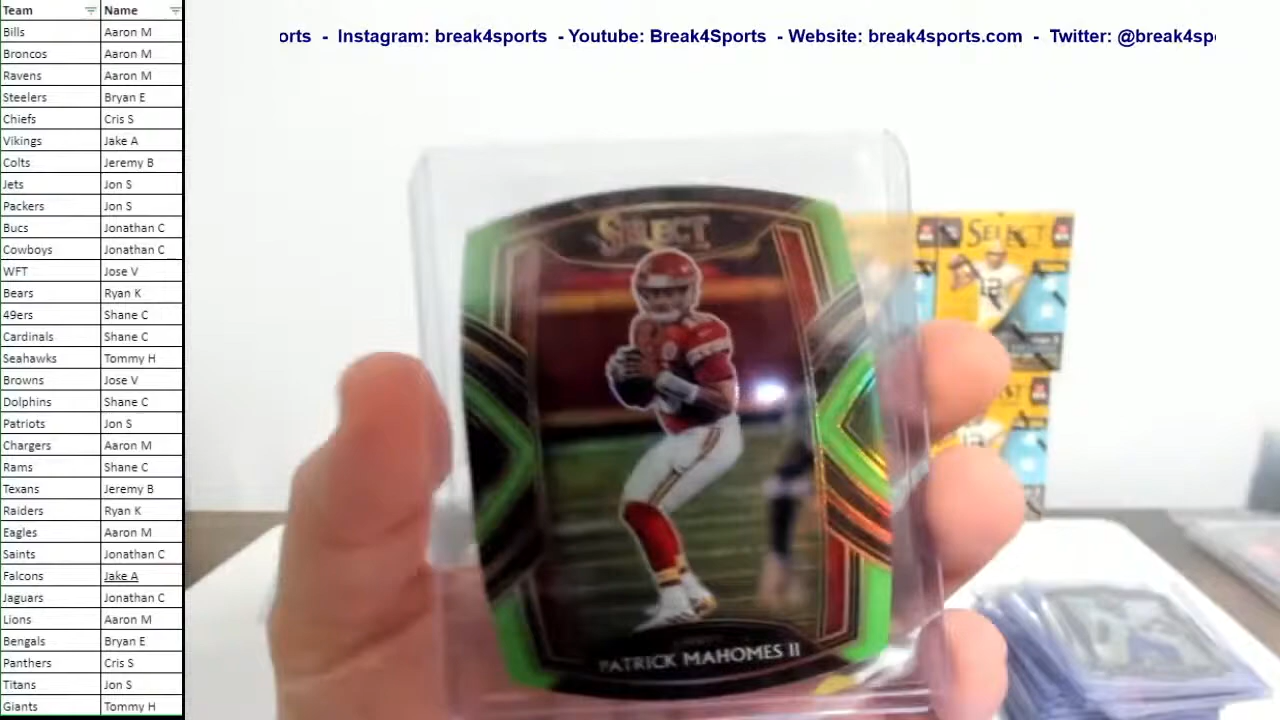 Team Name
Bills Aaron M
Broncos Aaron M
Ravens Aaron M
Steelers Bryan E
Chiefs Cris S
Vikings Jake A
Colts Jeremy B
Jets Jon S
Packers Jon S
Bucs Jonathan C
Cowboys Jonathan C
WFT Jose V
Bears Ryan K
49ers Shane C
Cardinals Shane C
Seahawks Tommy H
Browns Jose V
Dolphins Shane C
Patriots Jon S
Chargers Aaron M
Rams Shane C
Texans Jeremy B
Raiders Ryan K
Eagles Aaron M
Saints Jonathan C
Falcons Jake A
Jaguars Jonathan C
Lions Aaron M
Bengals Bryan E
Panthers Cris S
Titans Jon S
Giants Tommy H
orts - Instagram: break4sports - Youtube: Break4Sports - Website: break4sports.com - Twitter: @break4spo
SELECT
PATRICK MAHOMES II
SELECT
12